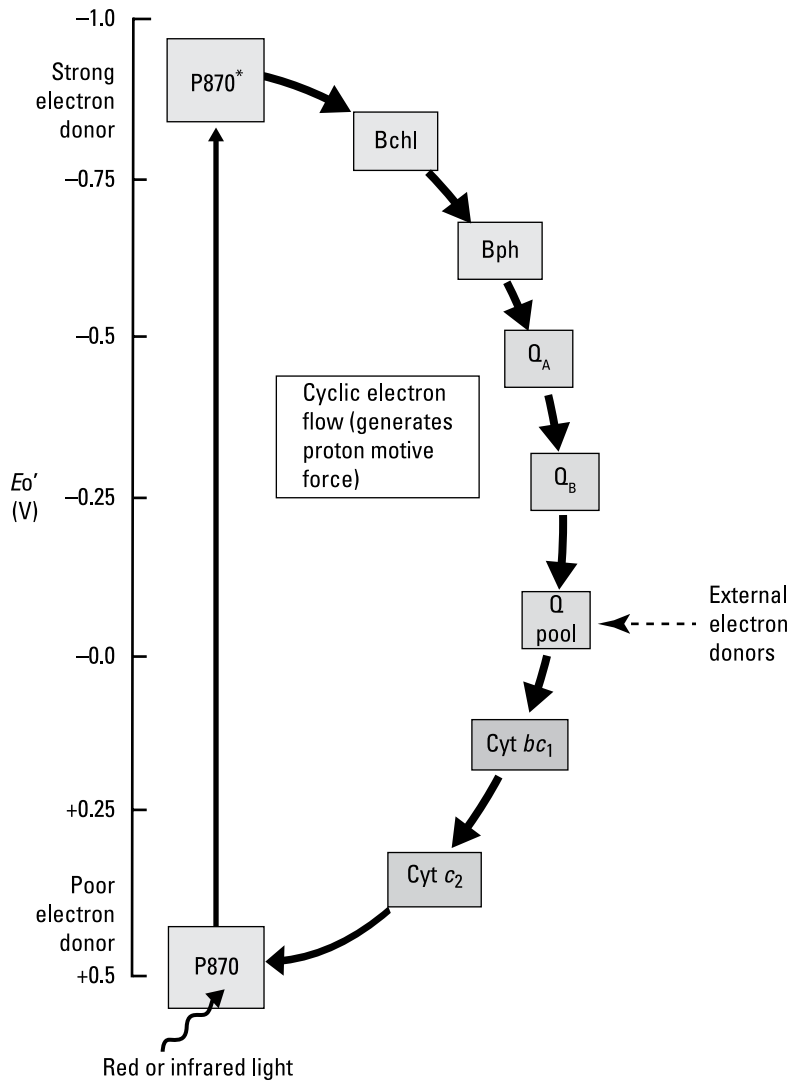 –1.0
Strong
electron
donor
P870*
Bchl
–0.75
Bph
–0.5
QA
Cyclic electron
flow (generates
proton motive
force)
QB
Eo’
(V)
–0.25
Q
pool
External
electron
donors
–0.0
Cyt bc1
+0.25
Cyt c2
Poor
electron
donor
P870
+0.5
Red or infrared light